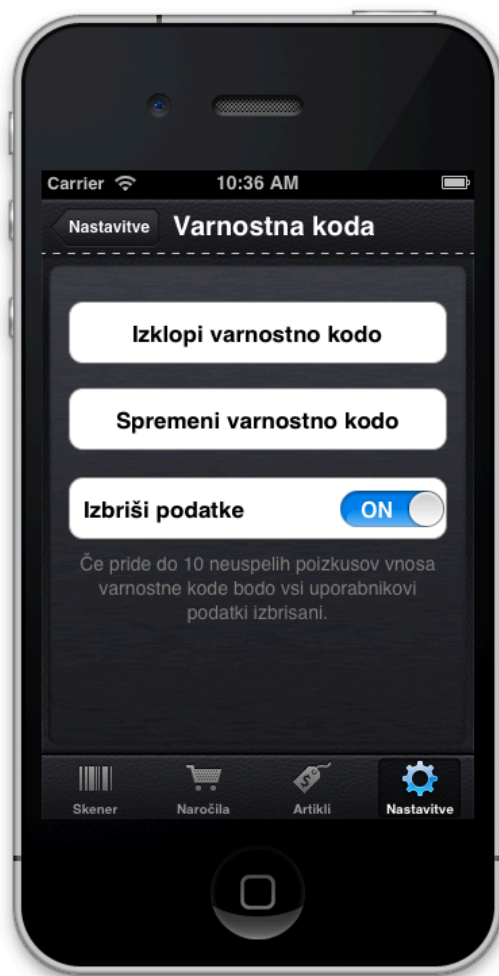 Carrier 10:36 AM
Nastavitve Varnostna koda
Izklopi varnostno kodo
Spremeni varnostno kodo
Izbriši podatke ON
Če pride do 10 neuspelih poizkusov vnosa
varnostne kode bodo vsi uporabnikovi
podatki izbrisani.
Skener Naročila Artikli Nastavitve